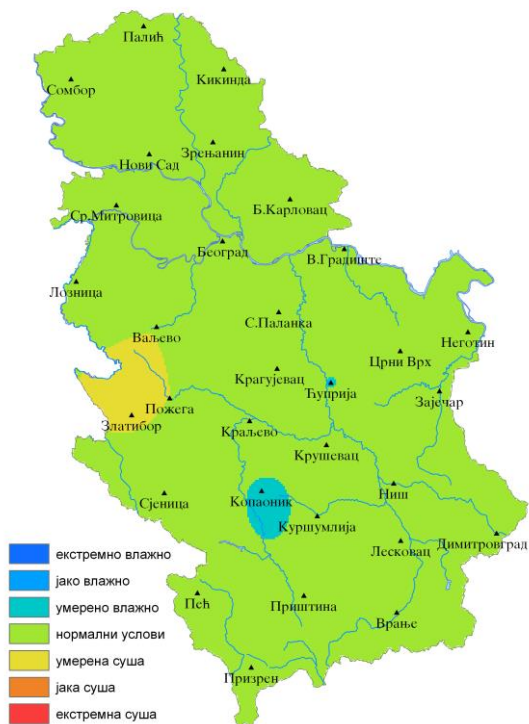 Палић
Кикинда
Сомбор
Зрењанин
Нови Сад
Б.Карловац
Ср.Митровица
Београд
В.Градиште
Лозница
С.Паланка
Ваљево
Неготин
Црни Врх
Крагујевац
Ћуприја
Зајечар
Пожега
Златибор
Краљево
Крушевац
Ниш
Сјеница
Копаоник
Куршумлија
Димитровград
Лесковац
Пећ
Приштина
Врање
Призрен
екстремно влажно
јако влажно
умерено влажно
нормални услови
умерена суша
јака суша
екстремна суша